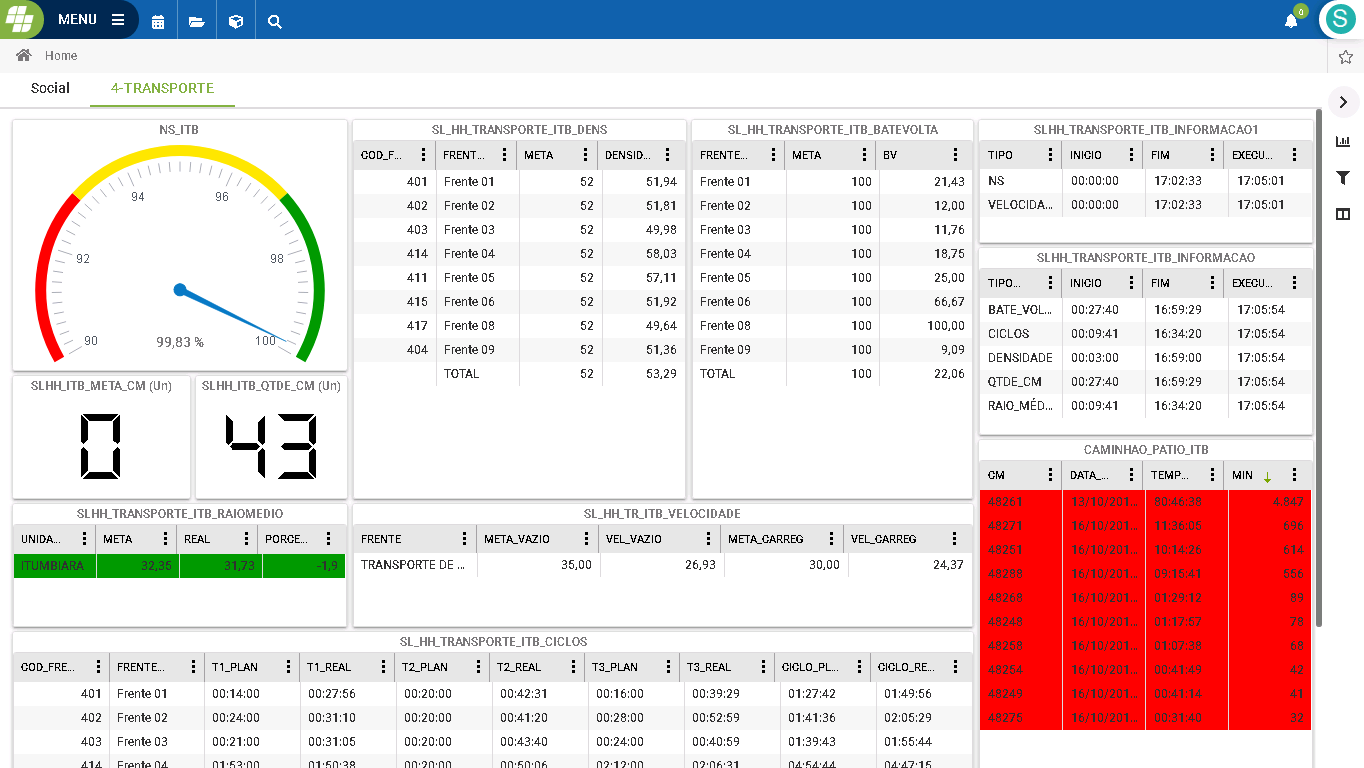 MENU
0
S
Home
Social 4-TRANSPORTE
NS_ITB
90 92 94 96 98 100
99,83 %
SLHH_ITB_META_CM (Un)
0
SLHH_ITB_QTDE_CM (Un)
43
SL_HH_TRANSPORTE_ITB_DENS
COD_F... FRENT... META DENSID...
401 Frente 01 52 51,94
402 Frente 02 52 51,81
403 Frente 03 52 49,98
414 Frente 04 52 58,03
411 Frente 05 52 57,11
415 Frente 06 52 51,92
417 Frente 08 52 49,64
404 Frente 09 52 51,36
TOTAL 52 53,29
SL_HH_TRANSPORTE_ITB_BATEVOLTA
FRENTE... META BV
Frente 01 100 21,43
Frente 02 100 12,00
Frente 03 100 11,76
Frente 04 100 18,75
Frente 05 100 25,00
Frente 06 100 66,67
Frente 08 100 100,00
Frente 09 100 9,09
TOTAL 100 22,06
SLHH_TRANSPORTE_ITB_INFORMACAO1
TIPO INICIO FIM EXECU...
NS 00:00:00 17:02:33 17:05:01
VELOCIDA... 00:00:00 17:02:33 17:05:01
SLHH_TRANSPORTE_ITB_INFORMACAO
TIPO... INICIO FIM EXECU...
BATE_VOL... 00:27:40 16:59:29 17:05:54
CICLOS 00:09:41 16:34:20 17:05:54
DENSIDADE 00:03:00 16:59:00 17:05:54
QTDE_CM 00:27:40 16:59:29 17:05:54
RAIO_MÉD... 00:09:41 16:34:20 17:05:54
CAMINHAO_PATIO_ITB
CM DATA_... TEMP... MIN
48261 13/10/201... 80:46:38 4.847
48271 16/10/201... 11:36:06 696
48251 16/10/201... 10:14:26 614
48288 16/10/201... 09:15:41 556
48268 16/10/201... 01:29:12 89
48248 16/10/201... 01:17:57 78
48258 16/10/201... 01:07:38 68
48254 16/10/201... 00:41:49 42
48249 16/10/201... 00:41:14 41
48275 16/10/201... 00:31:40 32
SLHH_TRANSPORTE_ITB_RAIOMEDIO
UNIDA... META REAL PORCE...
ITUMBIARA 32,35 31,73 -1,9
SL_HH_TR_ITB_VELOCIDADE
FRENTE META_VAZIO VEL_VAZIO META_CARREG VEL_CARREG
TRANSPORTE DE ... 35,00 26,93 30,00 24,37
SL_HH_TRANSPORTE_ITB_CICLOS
COD_FRE... FRENTE... T1_PLAN T1_REAL T2_PLAN T2_REAL T3_PLAN T3_REAL CICLO_PL... CICLO_RE...
401 Frente 01 00:14:00 00:27:56 00:20:00 00:42:31 00:16:00 00:39:29 01:27:42 01:49:56
402 Frente 02 00:24:00 00:31:10 00:20:00 00:41:20 00:28:00 00:52:59 01:41:36 02:05:29
403 Frente 03 00:21:00 00:31:05 00:20:00 00:43:40 00:24:00 00:40:59 01:39:43 01:55:44
414 Frente 04 01:53:00 01:50:38 00:20:00 00:50:06 02:12:00 02:06:31 04:54:44 04:47:15